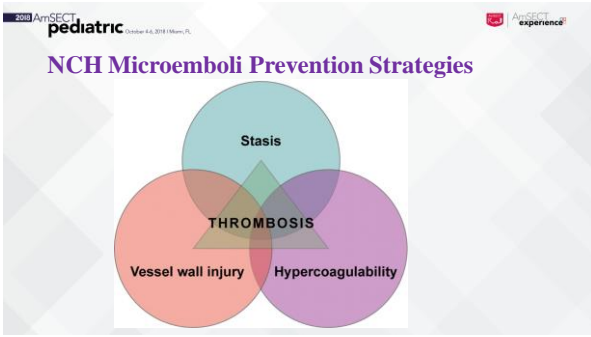 2018 AmSECT
pediatric October 4-6, 2018 | Miami, FL
AmSECT
experience
NCH Microemboli Prevention Strategies
Stasis
THROMBOSIS
Vessel wall injury
Hypercoagulability